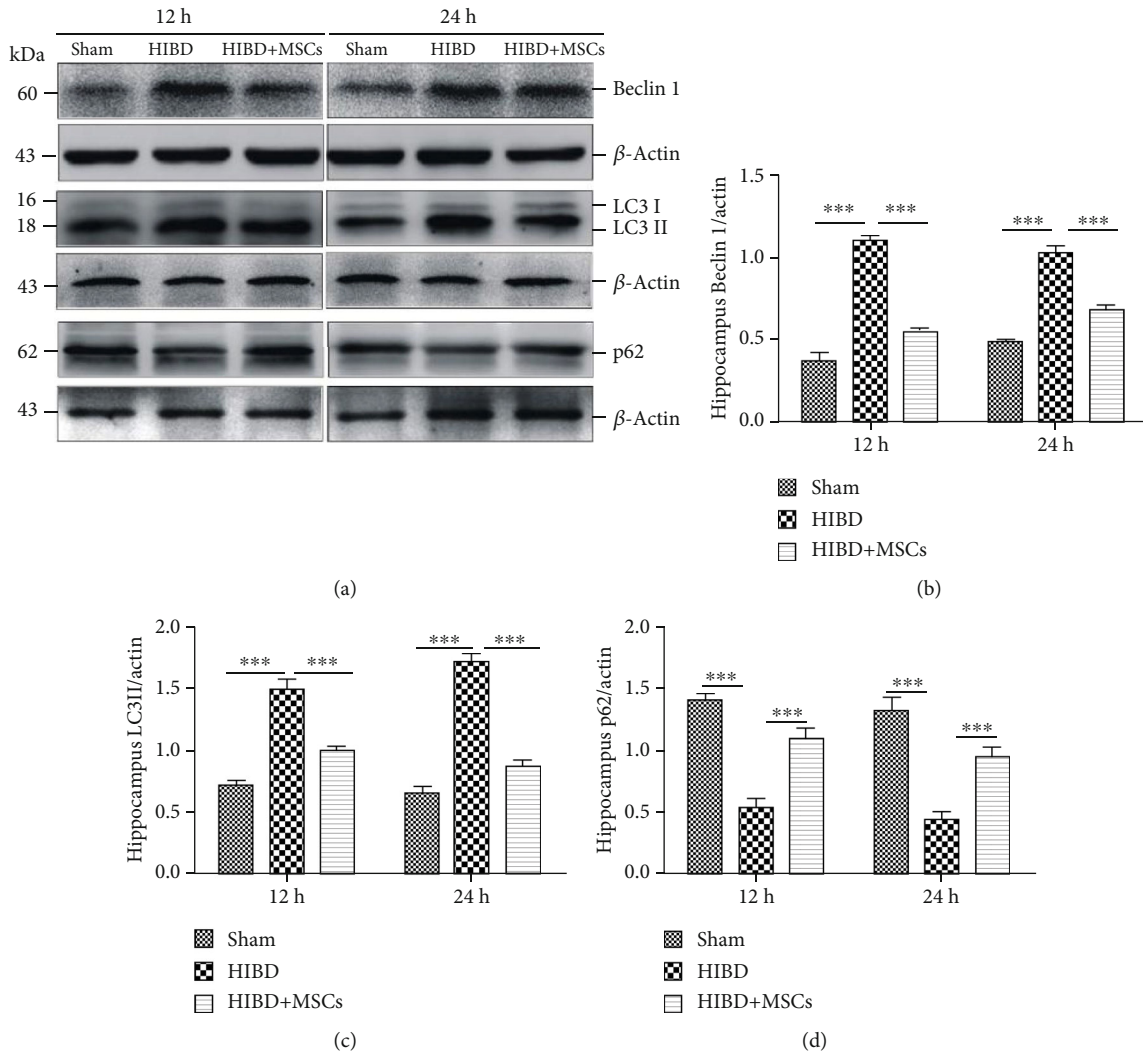 12 h 24 h
kDa Sham HIBD HIBD+MSCs Sham HIBD HIBD+MSCs
60 Beclin 1
43 β-Actin
16 LC3 I
18 LC3 II
43 β-Actin
62 p62
43 β-Actin
(a)
Hippocampus Beclin 1/actin
1.5
1.0
0.5
0.0
*** *** *** ***
12 h 24 h
Sham
HIBD
HIBD+MSCs
(b)
Hippocampus LC3II/actin
2.0
1.5
1.0
0.5
0.0
*** *** *** ***
12 h 24 h
Sham
HIBD
HIBD+MSCs
(c)
Hippocampus p62/actin
2.0
1.5
1.0
0.5
0.0
*** *** *** ***
12 h 24 h
Sham
HIBD
HIBD+MSCs
(d)